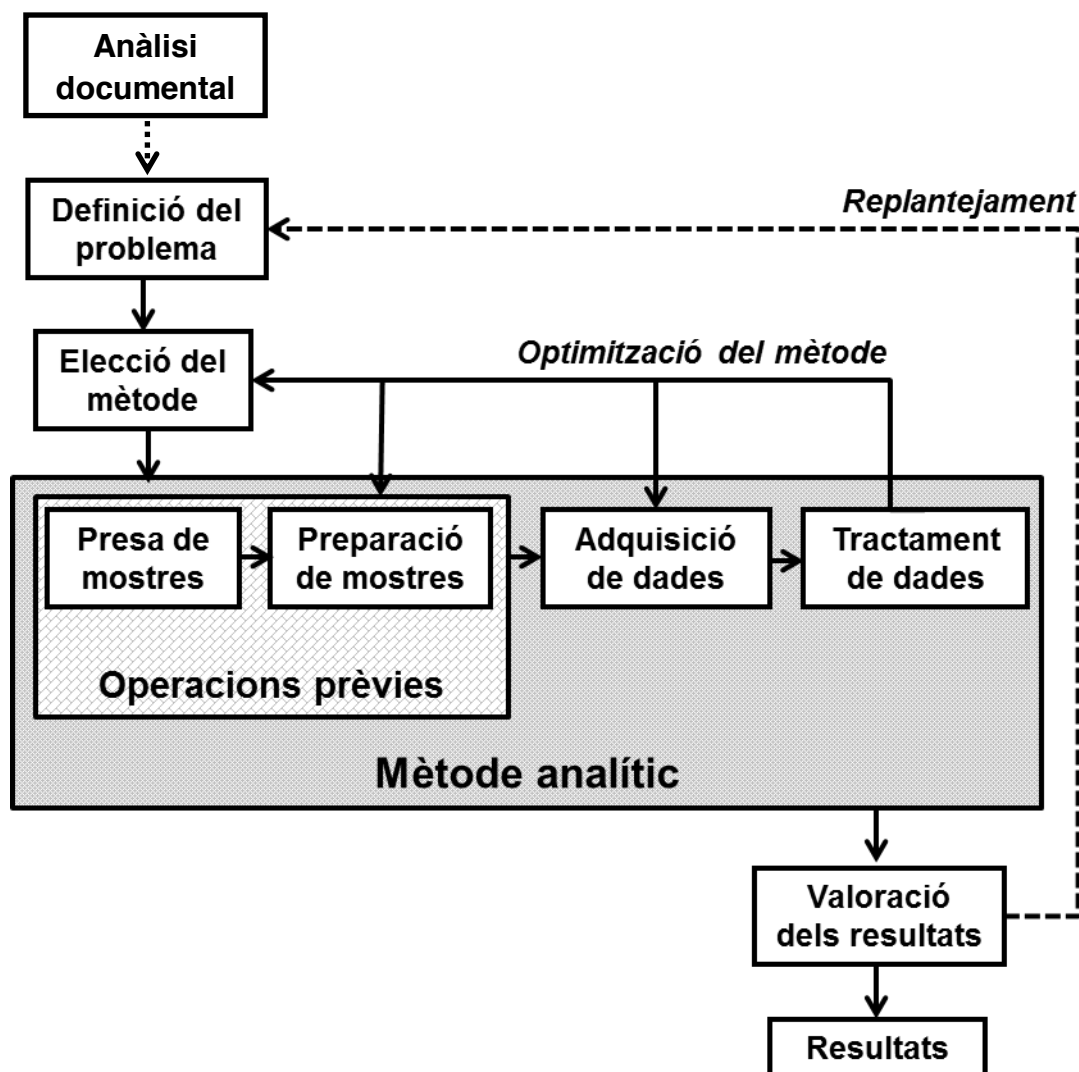 Anàlisi
documental
Definició del
problema
Replantejament
Elecció del
mètode
Optimització del mètode
Presa de
mostres
Preparació
de mostres
Adquisició
de dades
Tractament
de dades
Operacions prèvies
Mètode analític
Valoració
dels resultats
Resultats